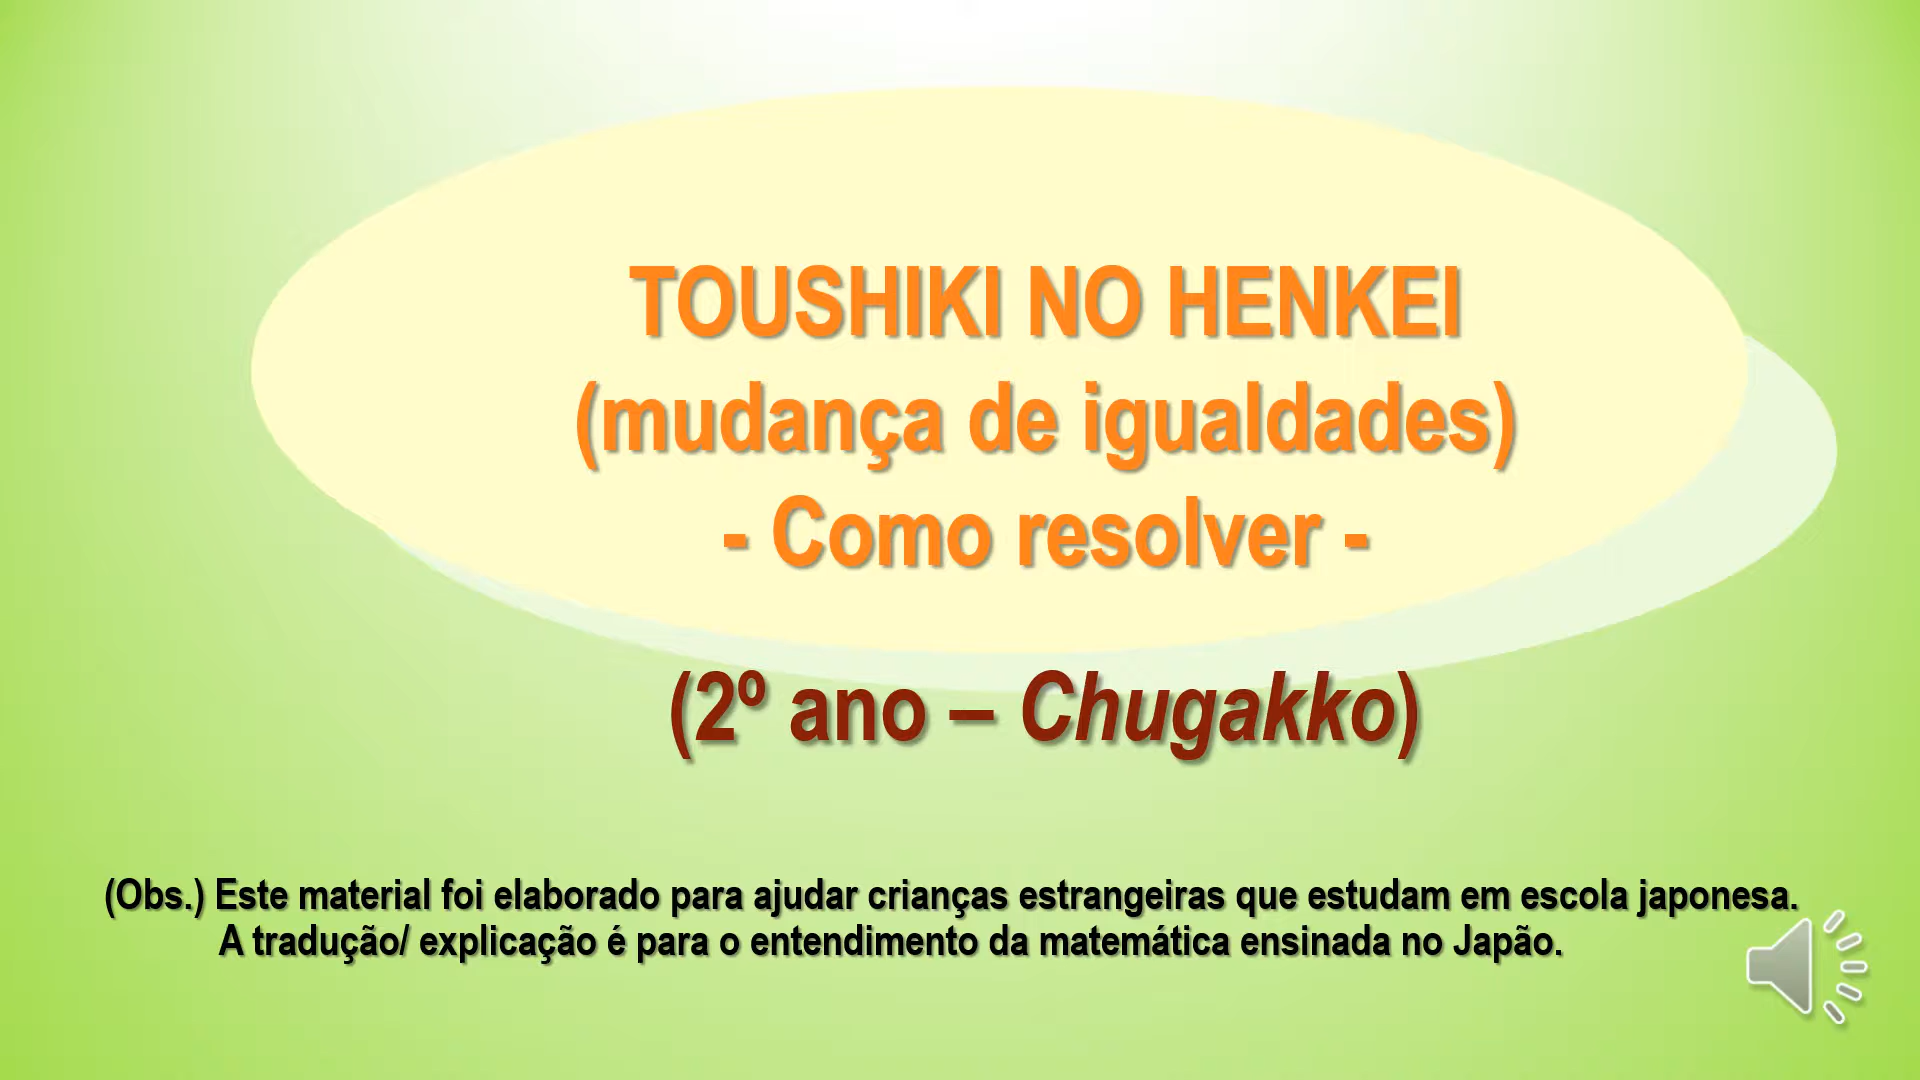 TOUSHIKI NO HENKEI
(mudança de igualdades)
- Como resolver -
(2º ano – Chugakko)
(Obs.) Este material foi elaborado para ajudar crianças estrangeiras que estudam em escola japonesa.
A tradução/ explicação é para o entendimento da matemática ensinada no Japão.